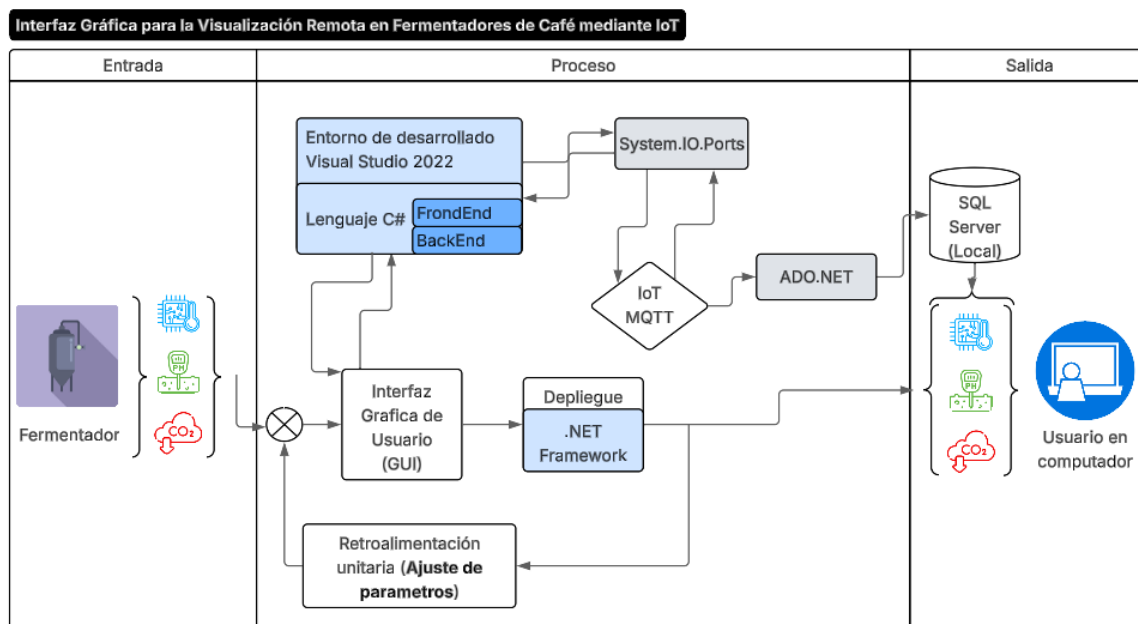 Interfaz Gráfica para la Visualización Remota en Fermentadores de Café mediante IoT
Entrada
Proceso
Salida
Entorno de desarrollado
Visual Studio 2022
Lenguaje C#
FrondEnd
BackEnd
System.IO.Ports
IoT
MQTT
ADO.NET
SQL
Server
(Local)
Fermentador
PH
CO2
Interfaz
Grafica de
Usuario
(GUI)
Depliegue
.NET
Framework
Retroalimentación
unitaria (Ajuste de
parametros)
PH
CO2
Usuario en
computador